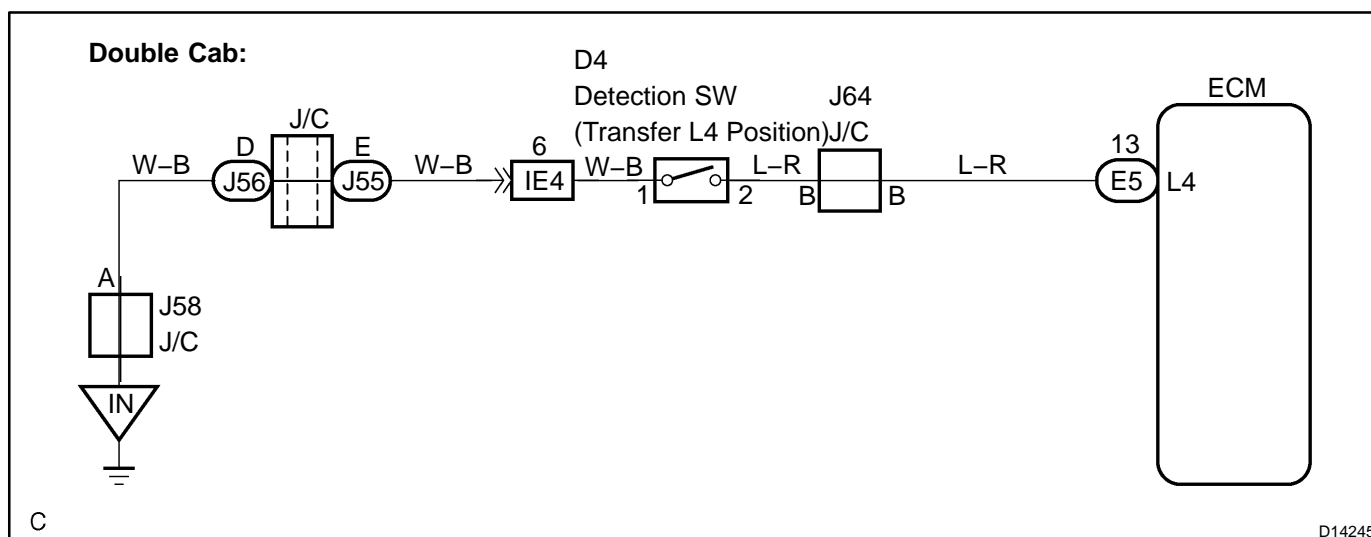 Double Cab:
D4
Detection SW
(Transfer L4 Position)
J64
J/C
ECM
J/C
D
E
6
13
W–B
J56
J55
W–B
IE4
W–B
1
2
L–R
B
B
L–R
E5
L4
A
J58
J/C
IN
C
D14245